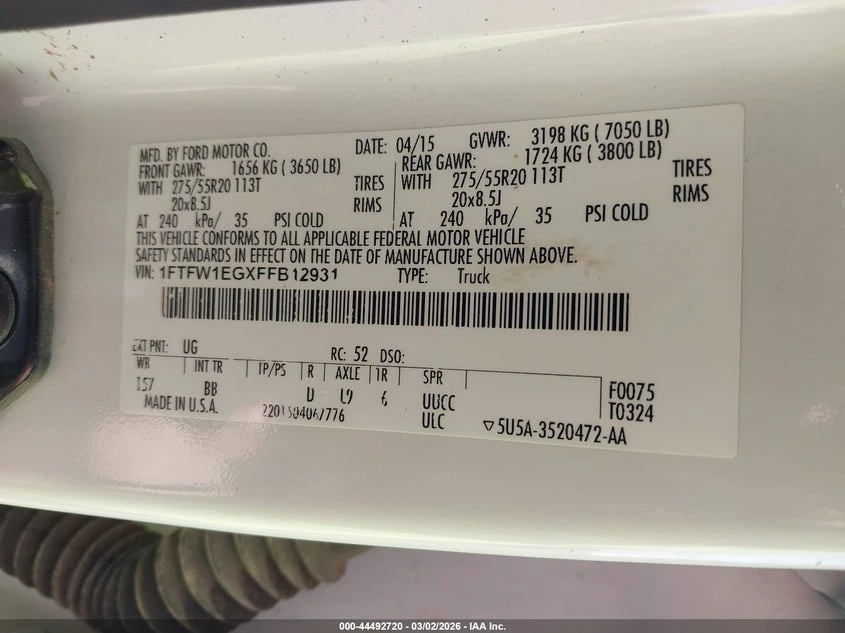 MFD. BY FORD MOTOR CO. DATE: 04/15 GVWR: 3198 KG ( 7050 LB)
FRONT GAWR: 1656 KG ( 3650 LB) REAR GAWR: 1724 KG ( 3800 LB)
WITH 275/55R20 113T TIRES WITH 275/55R20 113T TIRES
20x8.5J RIMS 20x8.5J RIMS
AT 240 kPa/ 35 PSI COLD AT 240 kPa/ 35 PSI COLD
THIS VEHICLE CONFORMS TO ALL APPLICABLE FEDERAL MOTOR VEHICLE
SAFETY STANDARDS IN EFFECT ON THE DATE OF MANUFACTURE SHOWN ABOVE.
VIN: 1FTFW1EGXFFB12931 TYPE: Truck
EXT PNT: UG RC: 52 DSO:
WB INT TR TP/PS R AXLE TR SPR
157 BB D L9 6 UUCC F0075
MADE IN U.S.A. 220150406/776 ULC ▽5U5A-3520472-AA T0324
000-44492720 - 03/02/2026 - IAA Inc.